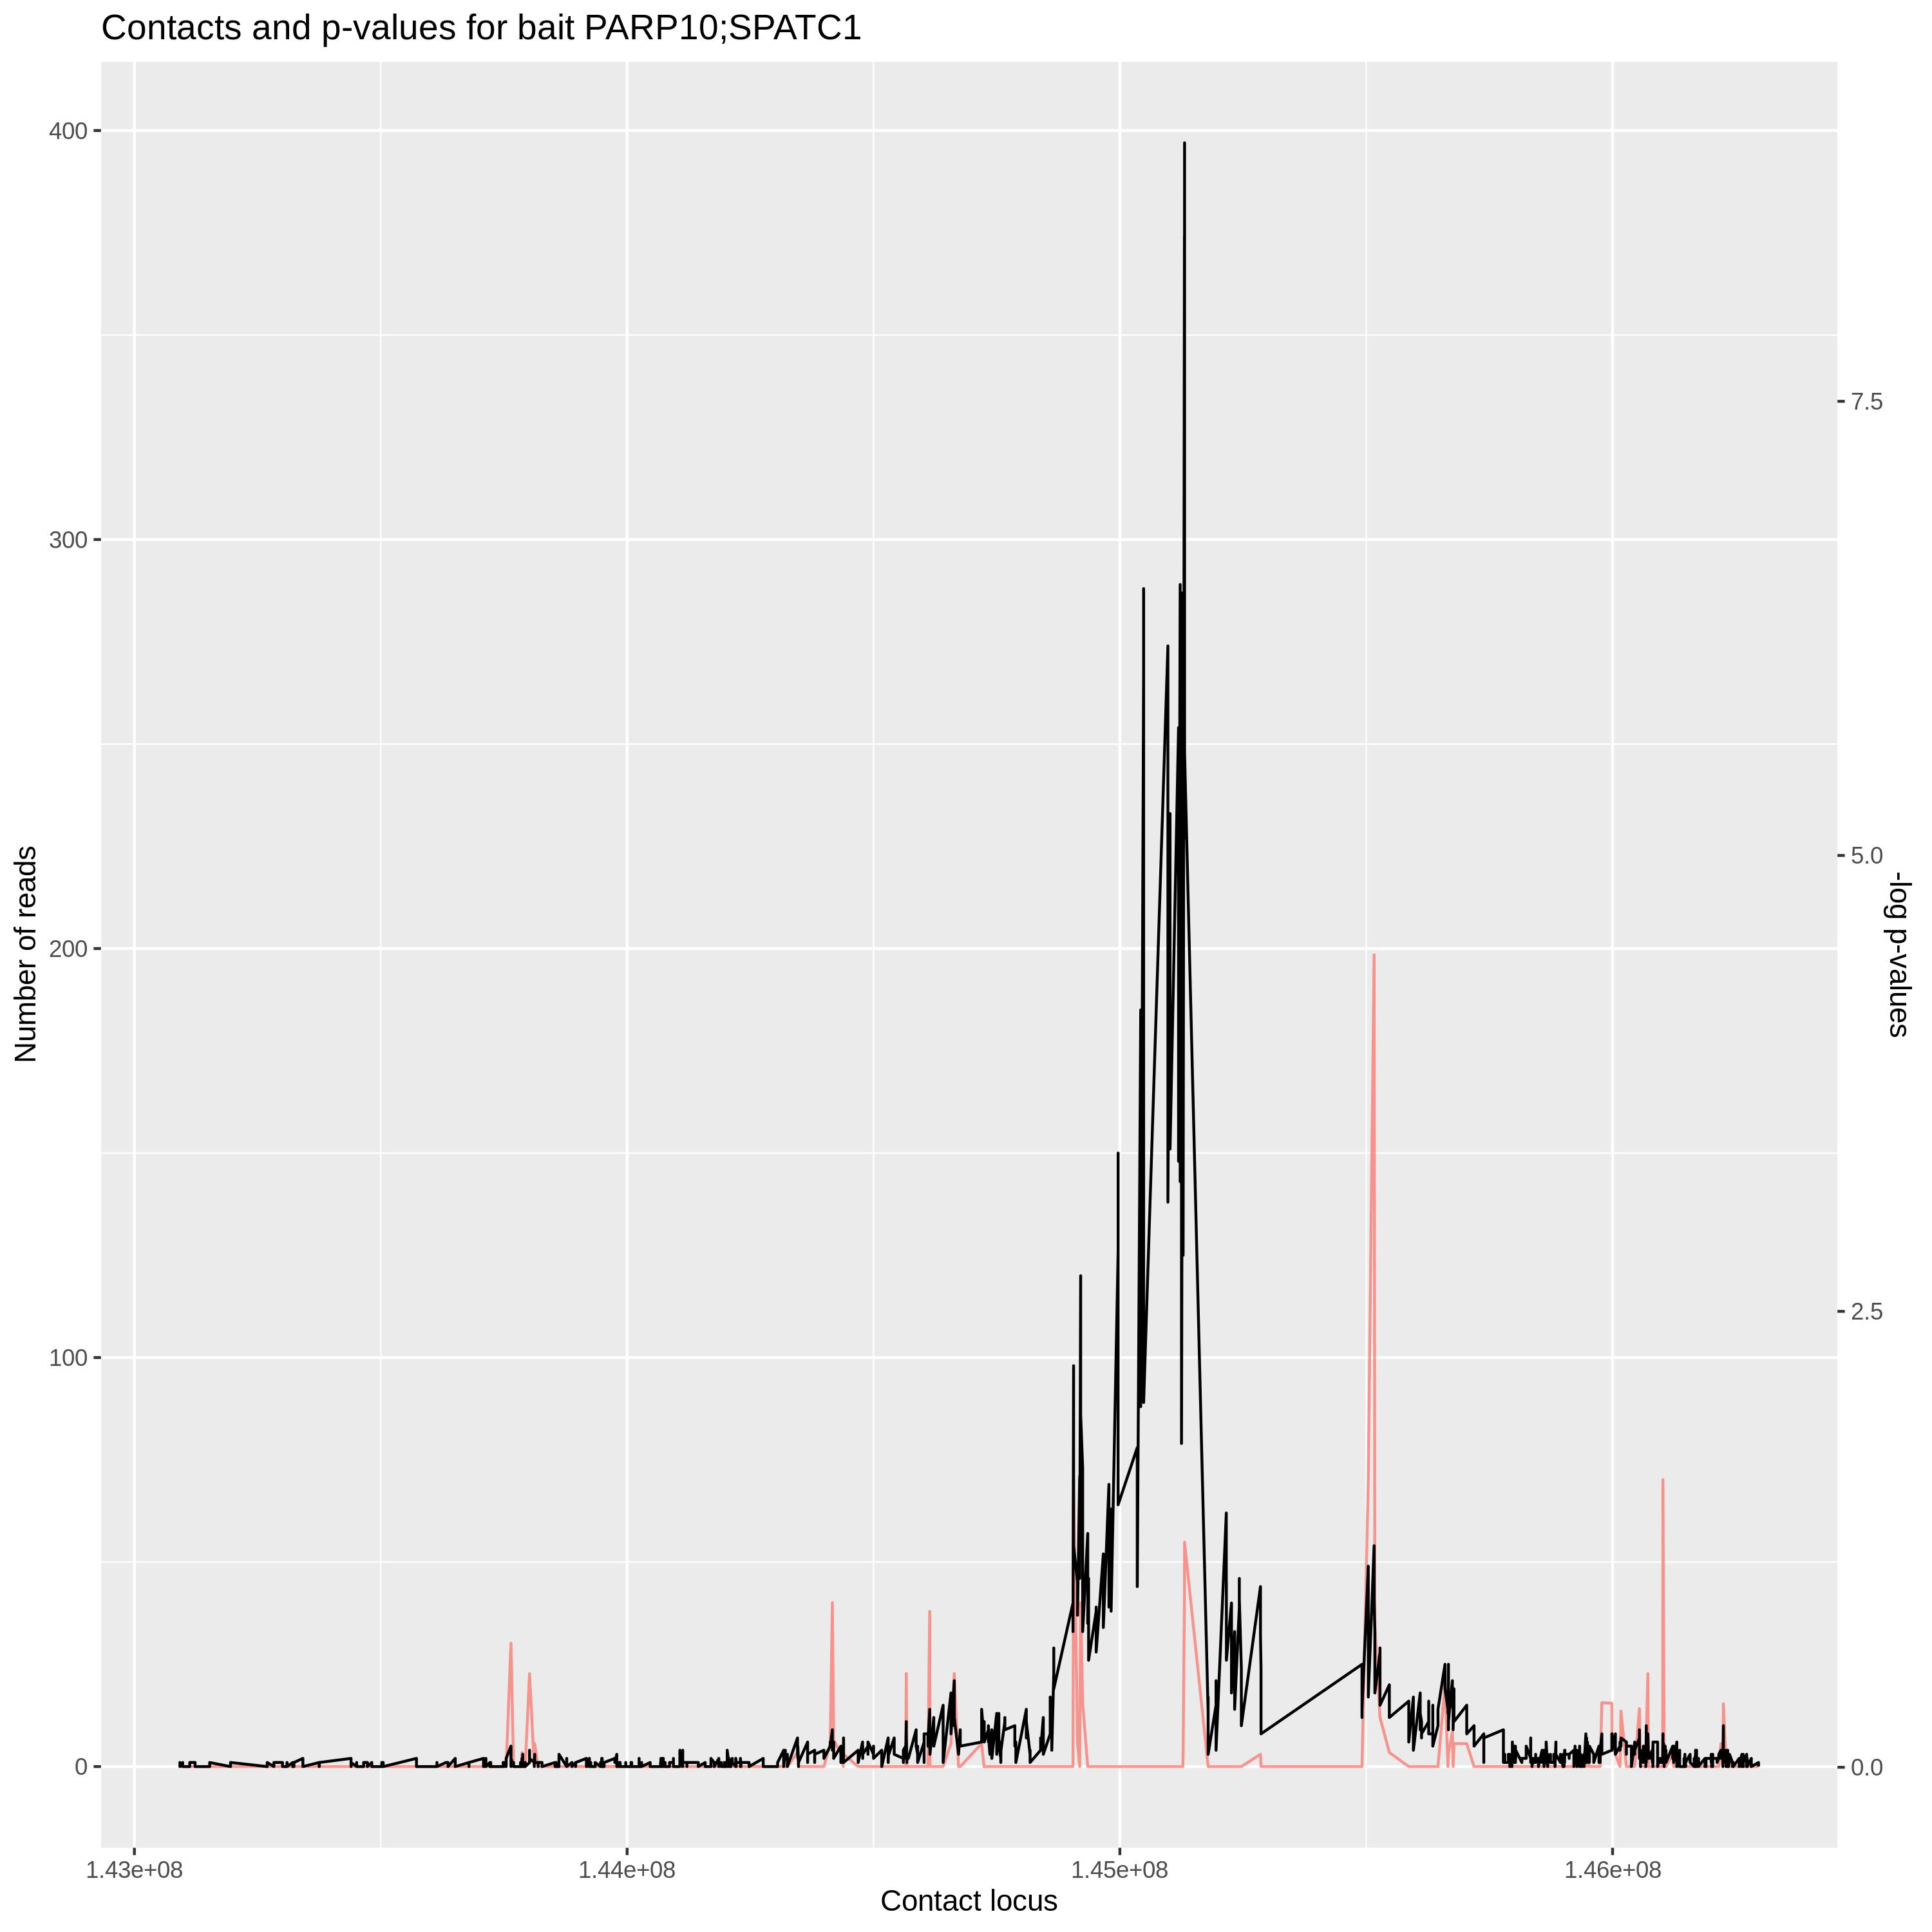 Contacts and p-values for bait PARP10;SPATC1
400
300
200
100
0
Number of reads
7.5
5.0
2.5
0.0
-log p-values
1.43e+08
1.44e+08
1.45e+08
1.46e+08
Contact locus